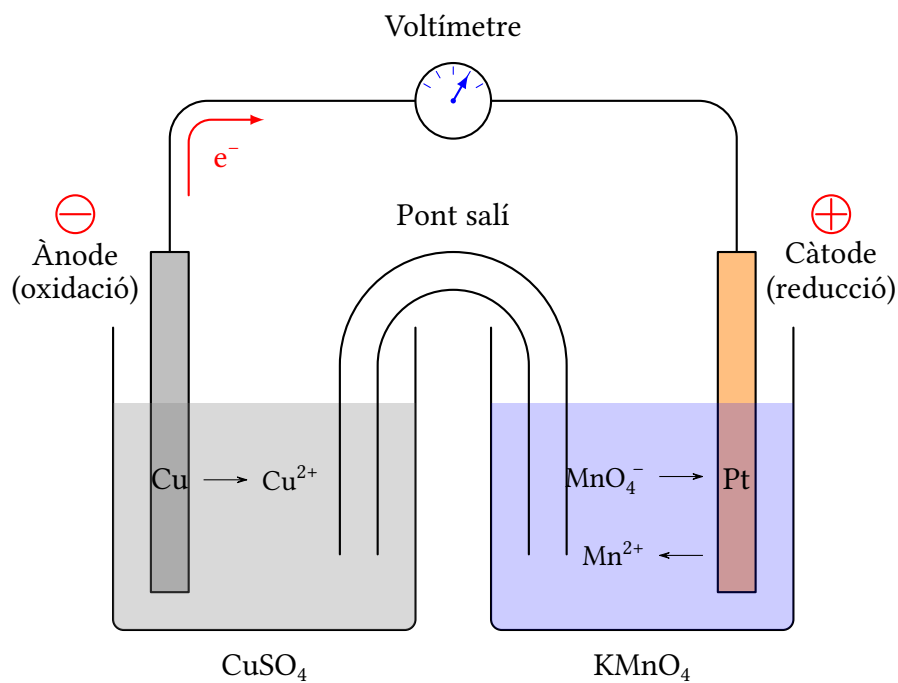 Voltímetre
e⁻
Pont salí
Ànode
(oxidació)
Càtode
(reducció)
Cu → Cu²⁺
MnO₄⁻ → Pt
Mn²⁺ ←
CuSO₄
KMnO₄